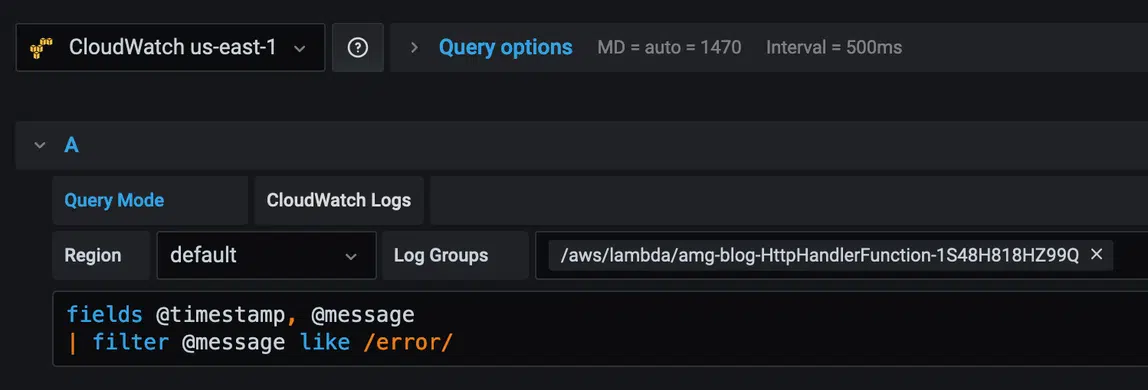 CloudWatch us-east-1 Query options MD = auto = 1470 Interval = 500ms
A
Query Mode CloudWatch Logs
Region default Log Groups /aws/lambda/amg-blog-HttpHandlerFunction-1S48H818HZ99Q ×
fields @timestamp, @message
| filter @message like /error/